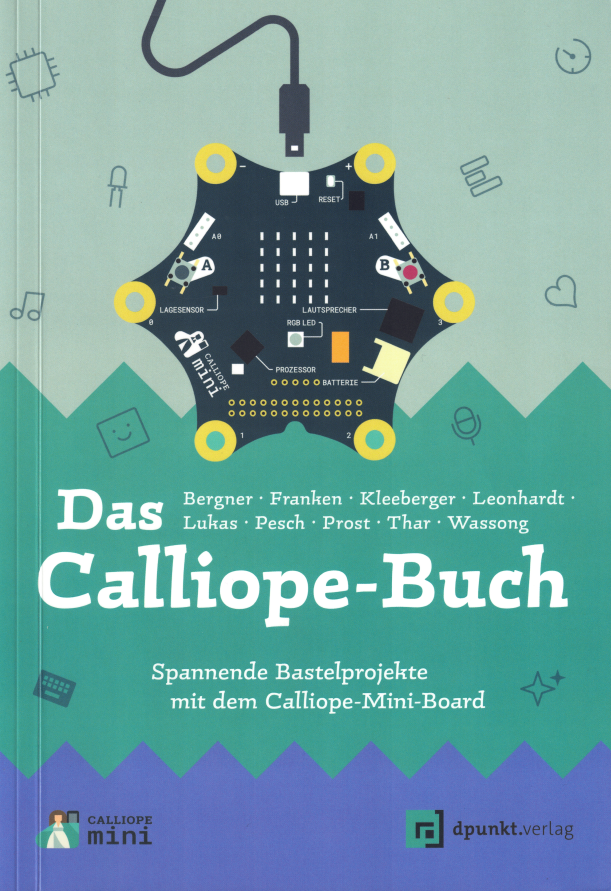 − +
USB
RESET
A0 A1
A B
LAGESENSOR
LAUTSPRECHER
0 3
RGB LED
CALLIOPE
mini
PROZESSOR
BATTERIE
1 2
Das
Bergner · Franken · Kleeberger · Leonhardt ·
Lukas · Pesch · Prost · Thar · Wassong
Calliope-Buch
Spannende Bastelprojekte
mit dem Calliope-Mini-Board
CALLIOPE
mini
dpunkt.verlag